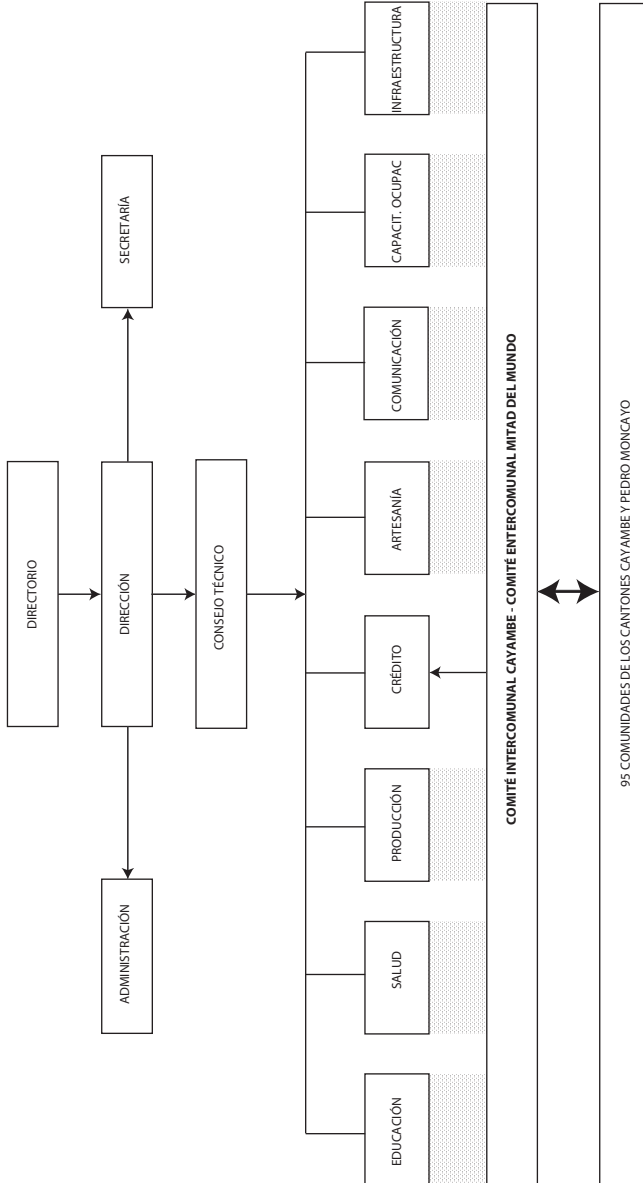 DIRECTORIO
ADMINISTRACIÓN
DIRECCIÓN
SECRETARÍA
CONSEJO TÉCNICO
EDUCACIÓN
SALUD
PRODUCCIÓN
CRÉDITO
ARTESANÍA
COMUNICACIÓN
CAPACIT. OCUPAC
INFRAESTRUCTURA
COMITÉ INTERCOMUNAL CAYAMBE - COMITÉ ENTERCOMUNAL MITAD DEL MUNDO
95 COMUNIDADES DE LOS CANTONES CAYAMBE Y PEDRO MONCAYO